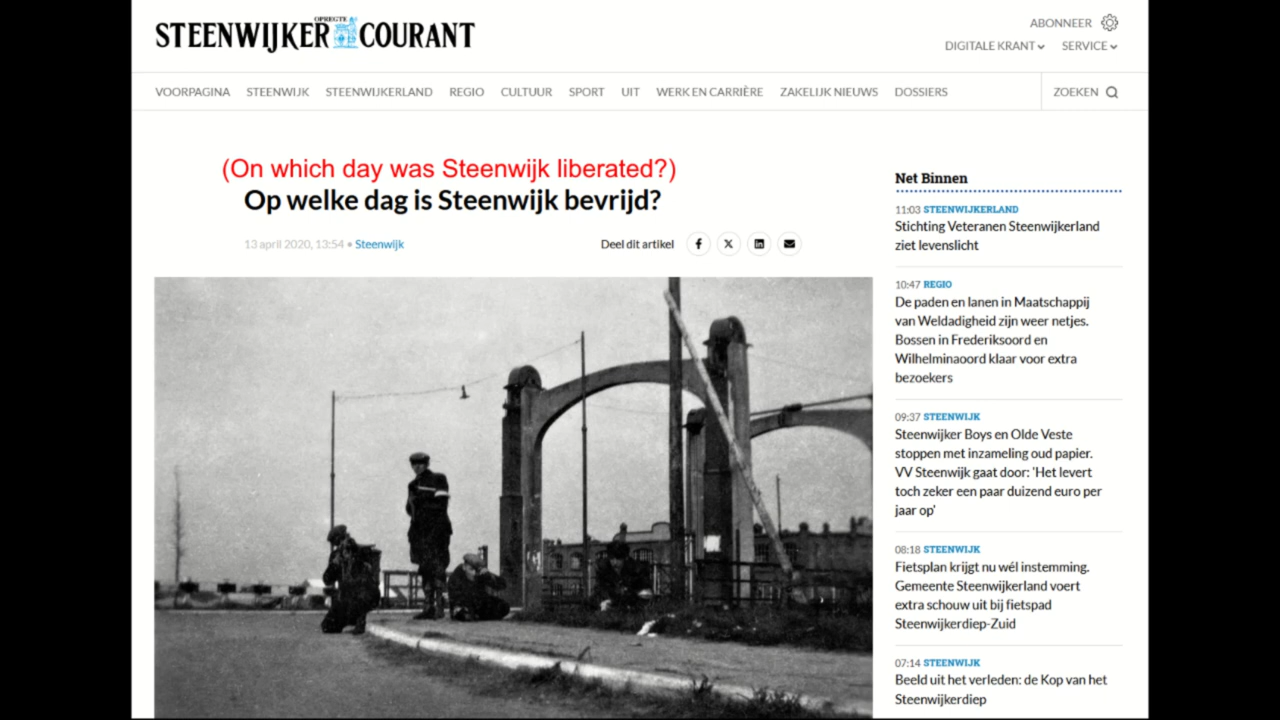 OPREGTE
STEENWIJKER COURANT
ABONNEER
DIGITALE KRANT SERVICE
VOORPAGINA STEENWIJK STEENWIJKERLAND REGIO CULTUUR SPORT UIT WERK EN CARRIÈRE ZAKELIJK NIEUWS DOSSIERS ZOEKEN
(On which day was Steenwijk liberated?)
Op welke dag is Steenwijk bevrijd?
13 april 2020, 13:54 • Steenwijk
Deel dit artikel
Net Binnen
11:03 STEENWIJKERLAND
Stichting Veteranen Steenwijkerland
ziet levenslicht
10:47 REGIO
De paden en lanen in Maatschappij
van Weldadigheid zijn weer netjes.
Bossen in Frederiksoord en
Wilhelminaoord klaar voor extra
bezoekers
09:37 STEENWIJK
Steenwijker Boys en Olde Veste
stoppen met inzameling oud papier.
VV Steenwijk gaat door: 'Het levert
toch zeker een paar duizend euro per
jaar op'
08:18 STEENWIJK
Fietsplan krijgt nu wél instemming.
Gemeente Steenwijkerland voert
extra schouw uit bij fietspad
Steenwijkerdiep-Zuid
07:14 STEENWIJK
Beeld uit het verleden: de Kop van het
Steenwijkerdiep